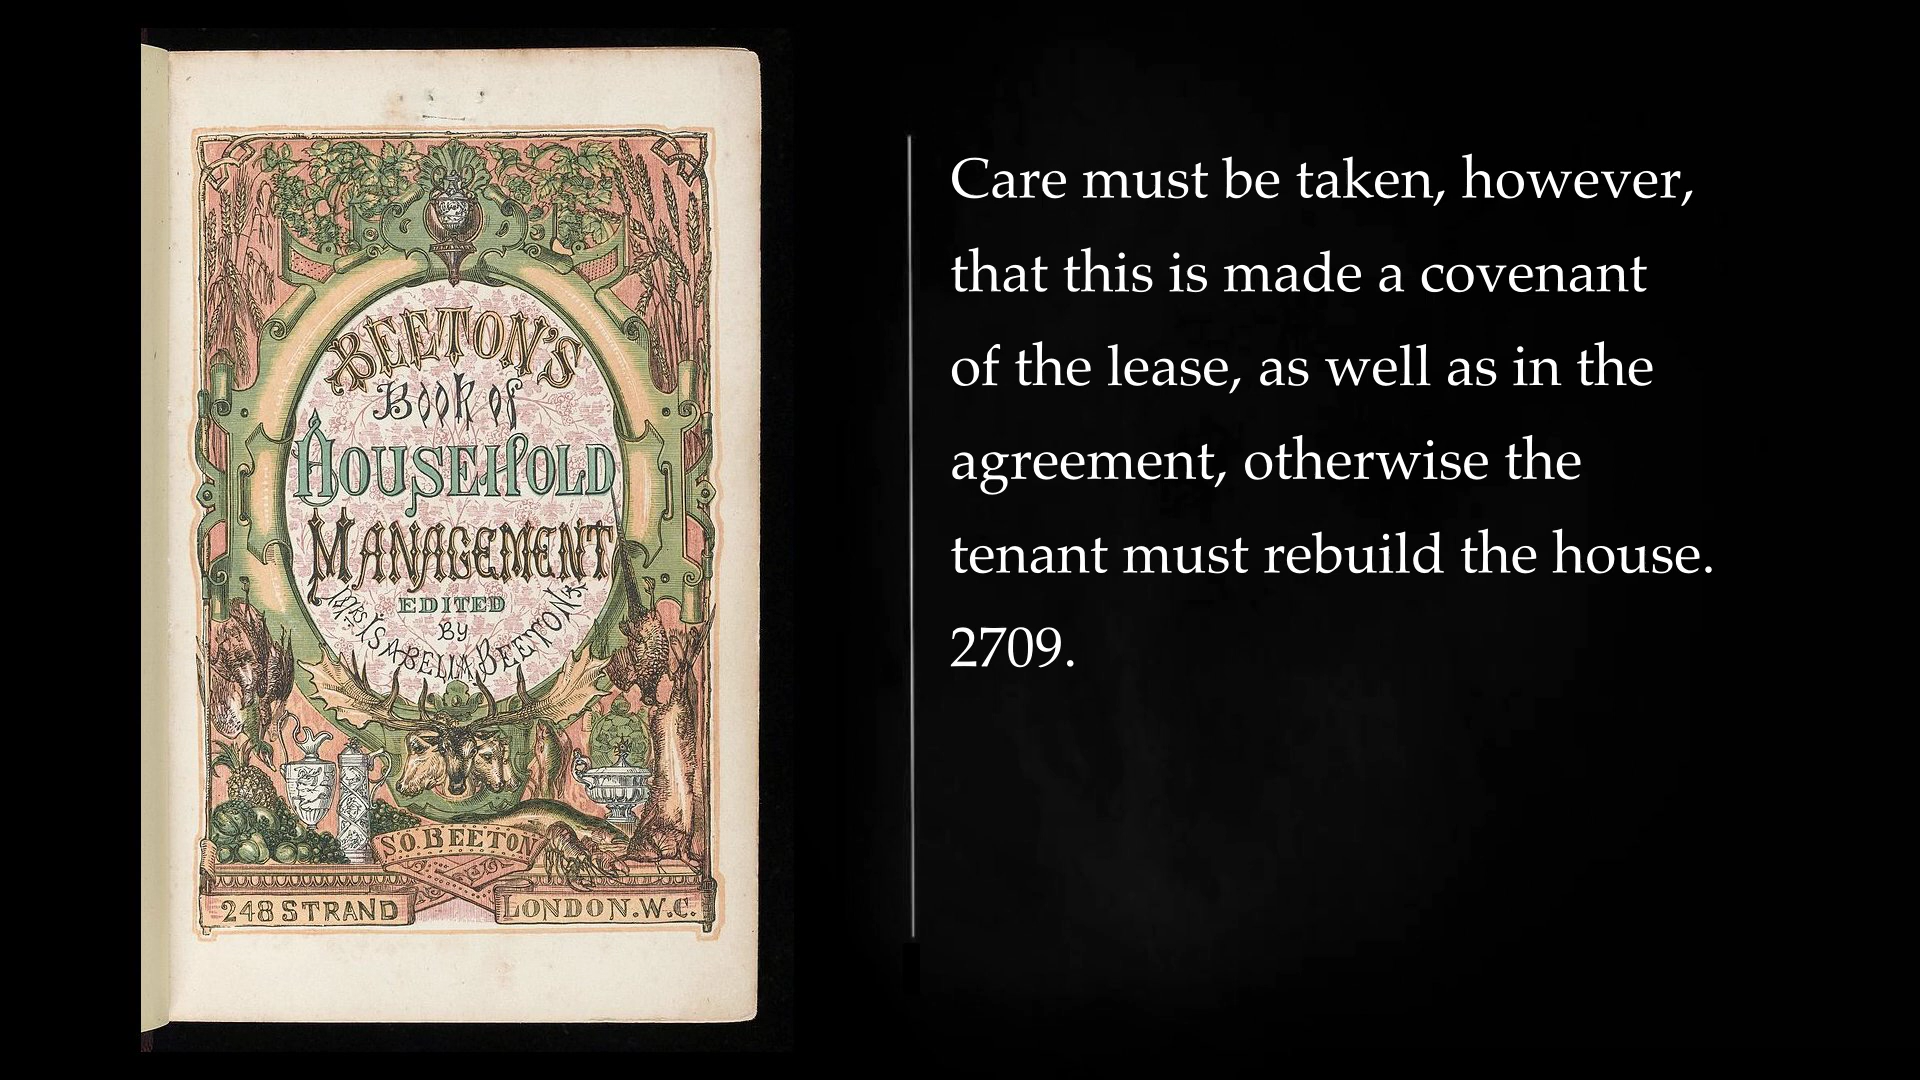 BEETON'S
BOOK OF
HOUSEHOLD
MANAGEMENT
EDITED
BY
MRS ISABELLA BEETON
S.O. BEETON
248 STRAND
LONDON. W.C.
Care must be taken, however,
that this is made a covenant
of the lease, as well as in the
agreement, otherwise the
tenant must rebuild the house.
2709.